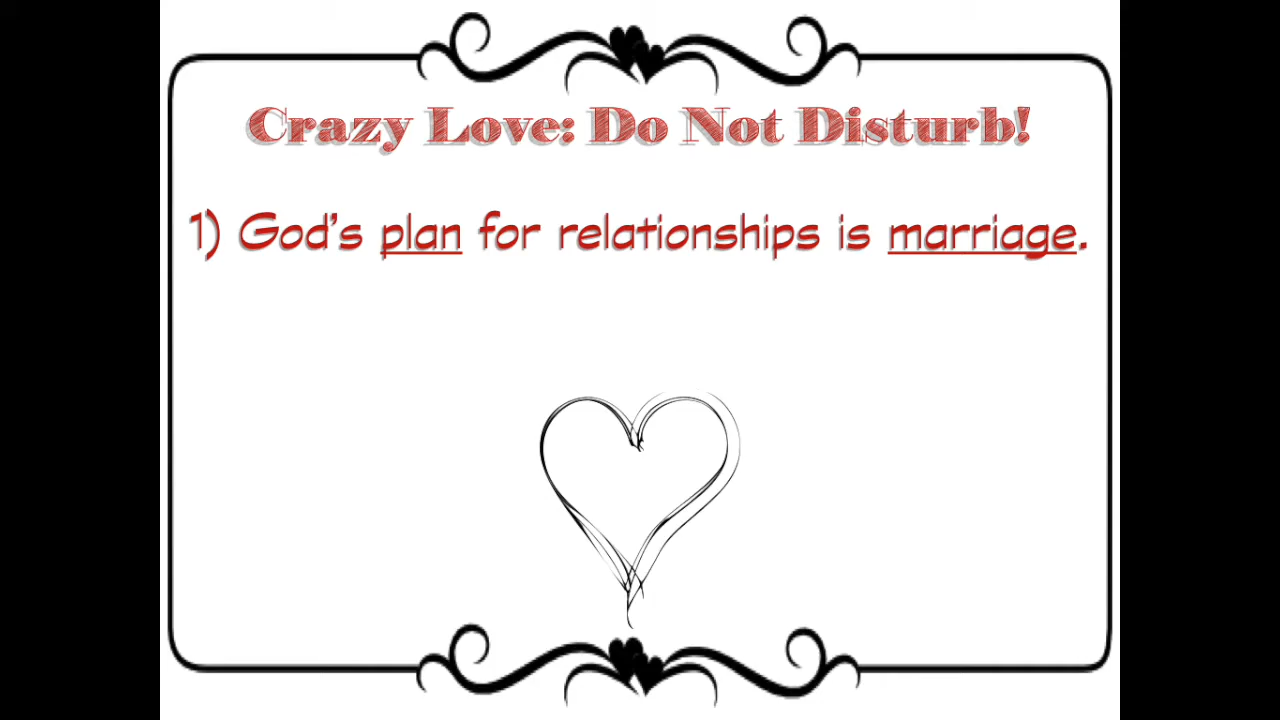 Crazy Love: Do Not Disturb!
1) God's plan for relationships is marriage.